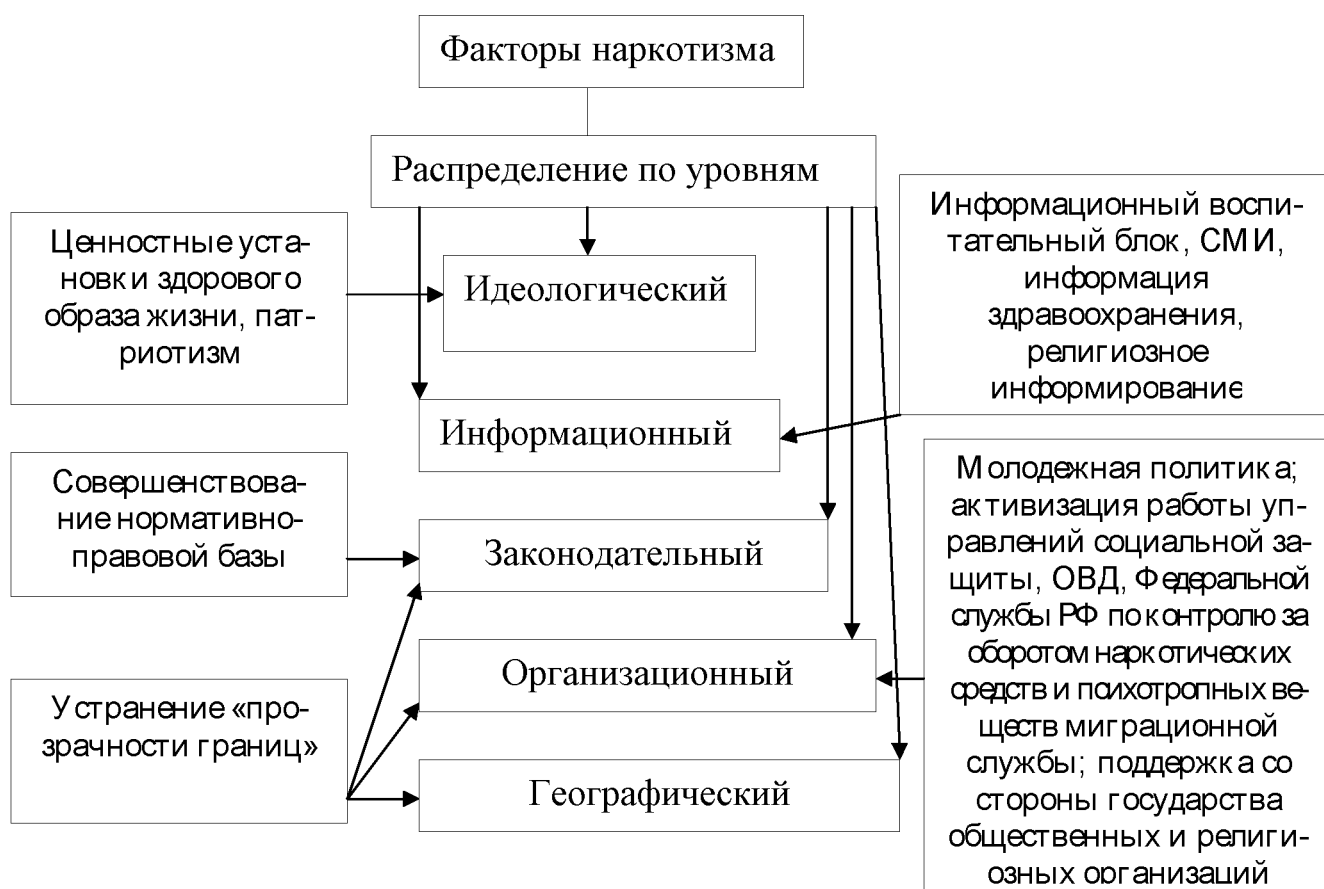 Факторы наркотизма
Распределение по уровням
Ценностные уста-
новки здорового
образа жизни, пат-
риотизм
Идеологический
Информационный воспи-
тательный блок, СМИ,
информация
здравоохранения,
религиозное
информирование
Информационный
Совершенствова-
ние нормативно-
правовой базы
Законодательный
Молодежная политика;
активизация работы уп-
равлений социальной за-
щиты, ОВД, Федеральной
службы РФ по контролю за
оборотом наркотических
средств и психотропных ве-
ществ миграционной
службы; поддержка со
стороны государства
общественных и религи-
озных организаций
Организационный
Устранение «про-
зрачности границ»
Географический